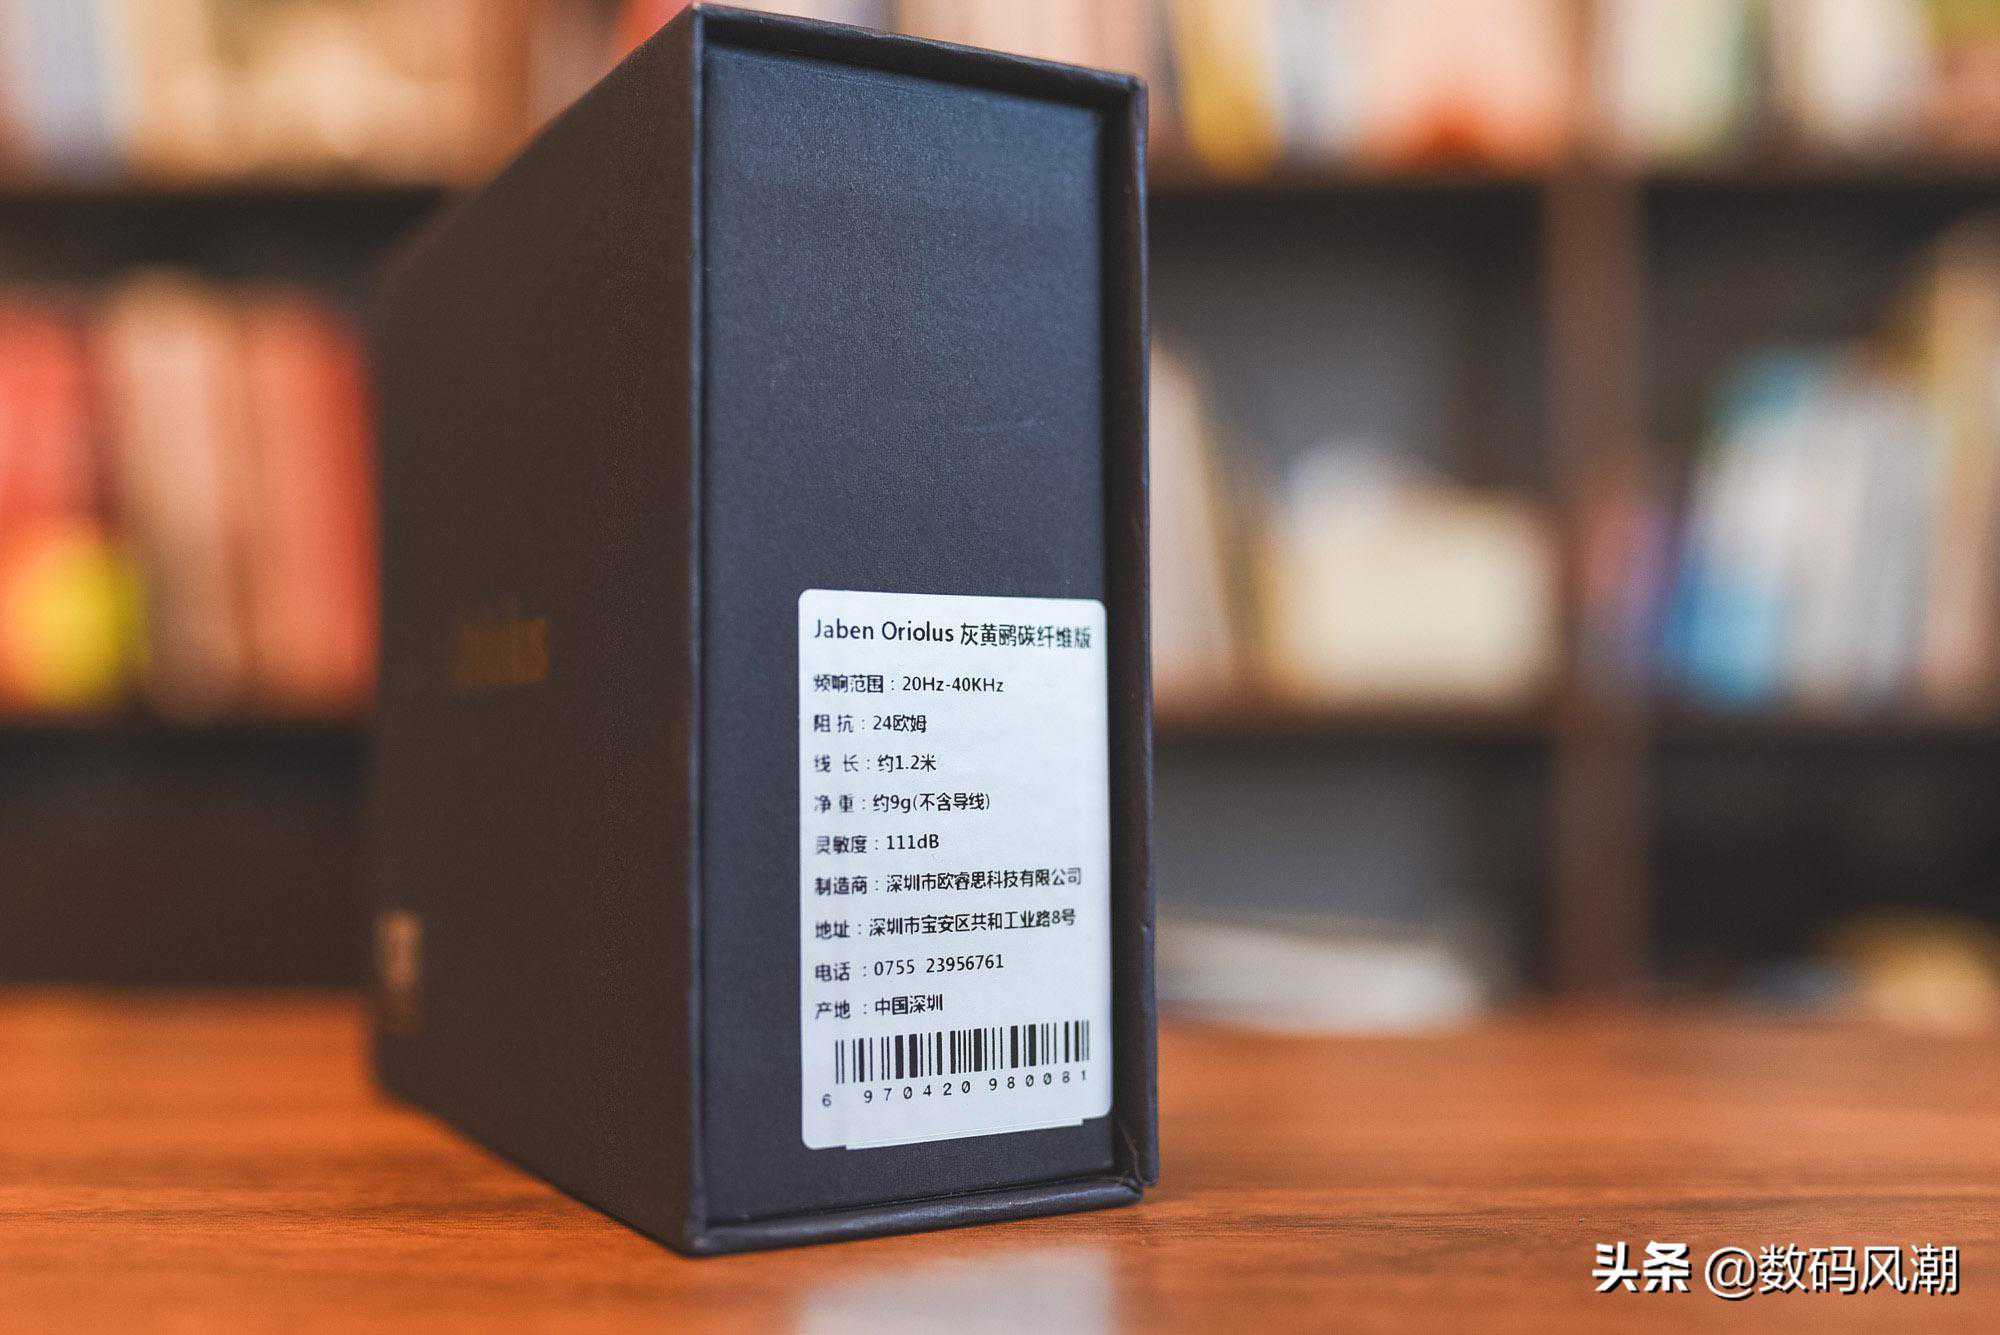 Jaben Oriolus 灰黄鹂碳纤维版
频响范围：20Hz-40KHz
阻 抗：24欧姆
线 长：约1.2米
净 重：约9g(不含导线)
灵敏度：111dB
制造商：深圳市欧睿思科技有限公司
地址：深圳市宝安区共和工业路8号
电话 ：0755 23956761
产地 ：中国深圳
6 970420 980081
头条 @数码风潮